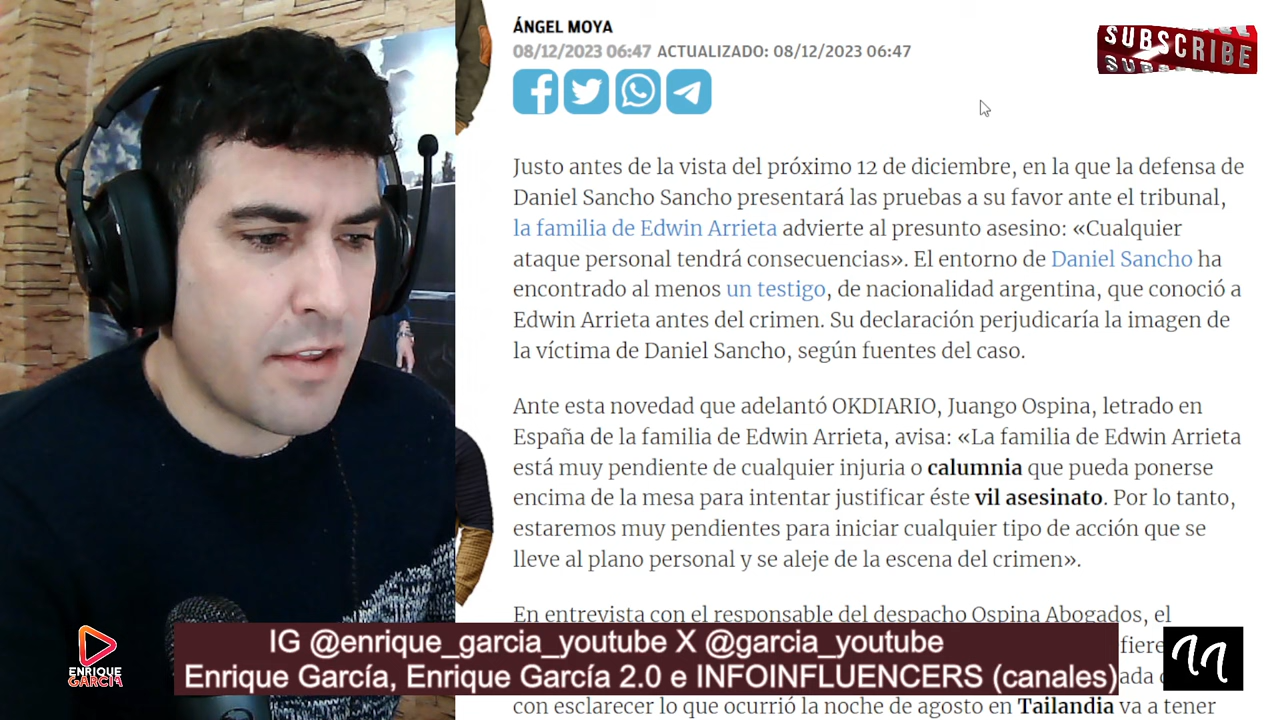 ÁNGEL MOYA
08/12/2023 06:47 ACTUALIZADO: 08/12/2023 06:47
SUBSCRIBE
Justo antes de la vista del próximo 12 de diciembre, en la que la defensa de
Daniel Sancho Sancho presentará las pruebas a su favor ante el tribunal,
la familia de Edwin Arrieta advierte al presunto asesino: «Cualquier
ataque personal tendrá consecuencias». El entorno de Daniel Sancho ha
encontrado al menos un testigo, de nacionalidad argentina, que conoció a
Edwin Arrieta antes del crimen. Su declaración perjudicaría la imagen de
la víctima de Daniel Sancho, según fuentes del caso.
Ante esta novedad que adelantó OKDIARIO, Juango Ospina, letrado en
España de la familia de Edwin Arrieta, avisa: «La familia de Edwin Arrieta
está muy pendiente de cualquier injuria o calumnia que pueda ponerse
encima de la mesa para intentar justificar éste vil asesinato. Por lo tanto,
estaremos muy pendientes para iniciar cualquier tipo de acción que se
lleve al plano personal y se aleje de la escena del crimen».
En entrevista con el responsable del despacho Ospina Abogados, el
con esclarecer lo que ocurrió la noche de agosto en Tailandia va a tener
IG @enrique_garcia_youtube X @garcia_youtube
Enrique García, Enrique García 2.0 e INFOINFLUENCERS (canales)
ENRIQUE
GARCÍA